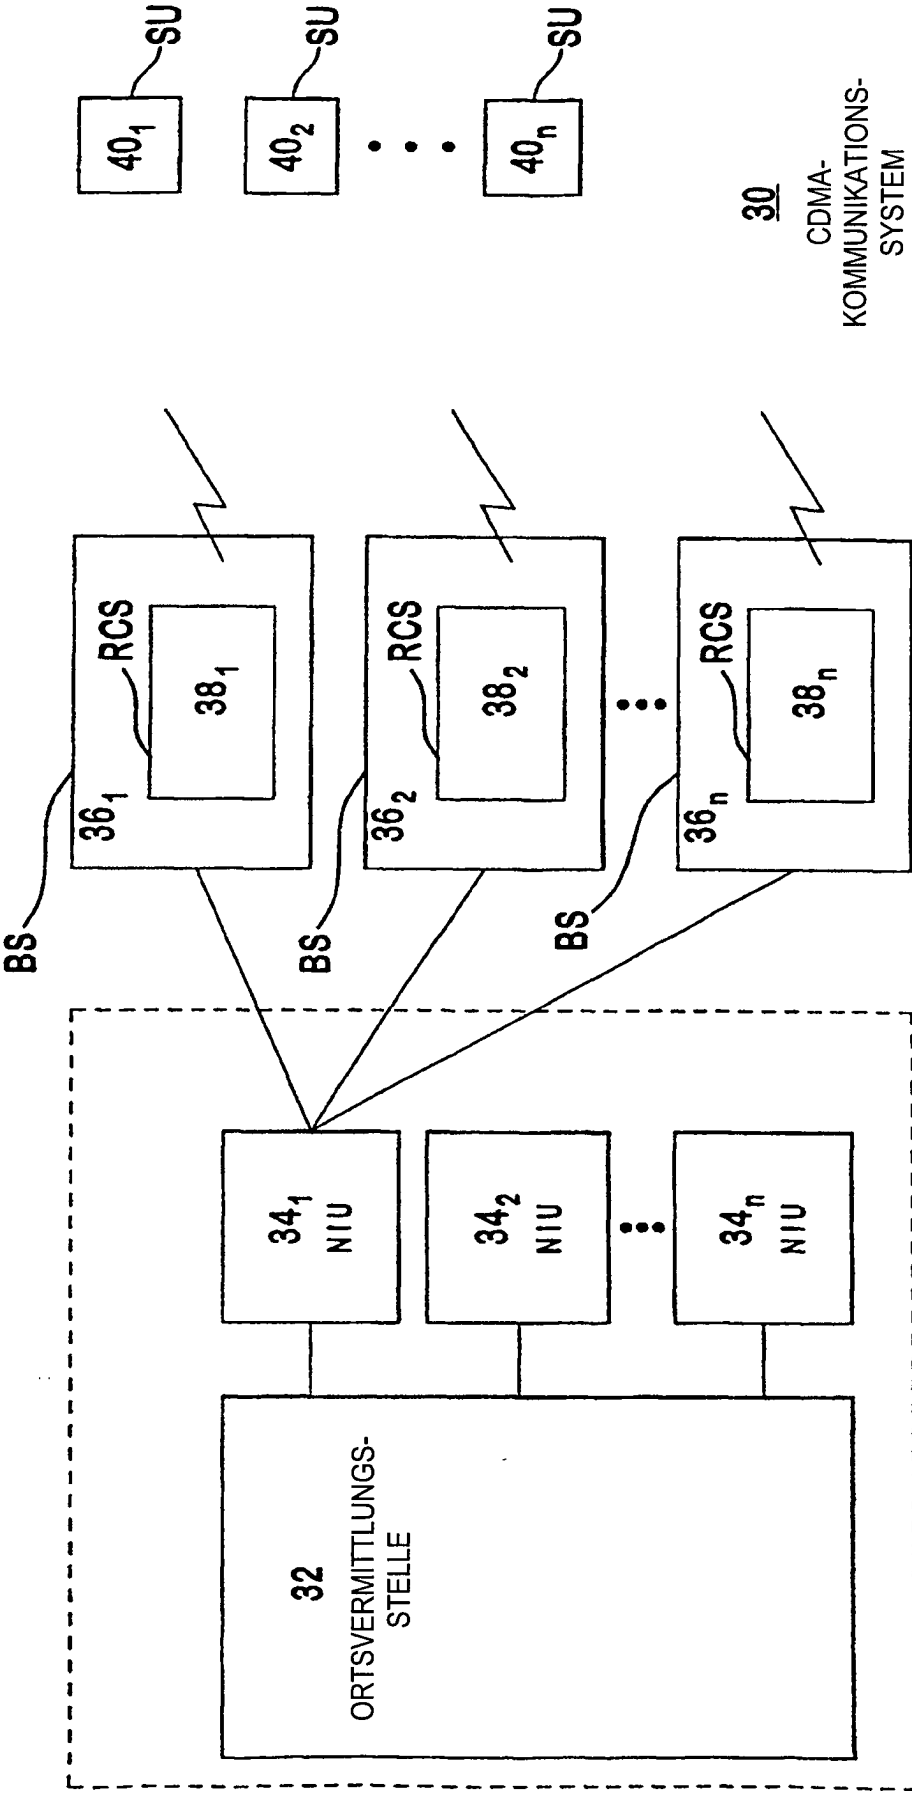 32
ORTSVERMITTLUNGS-
STELLE
34₁
NIU
34₂
NIU
34ₙ
NIU
BS
36₁
RCS
38₁
BS
36₂
RCS
38₂
BS
36ₙ
RCS
38ₙ
40₁
SU
40₂
SU
40ₙ
SU
30
CDMA-
KOMMUNIKATIONS-
SYSTEM